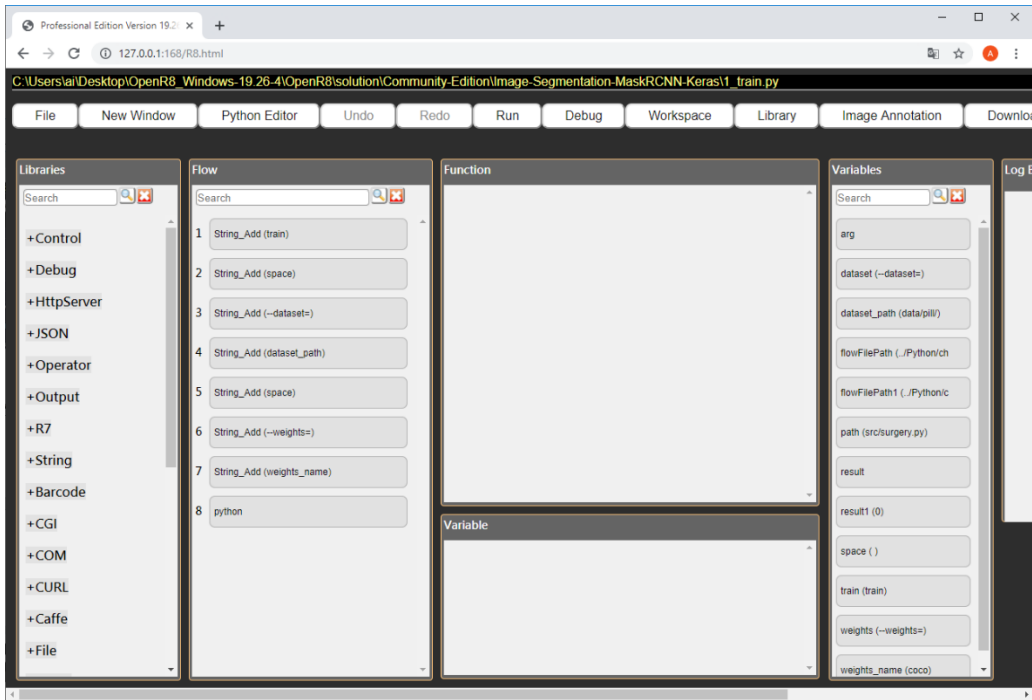 Professional Edition Version 19.2
127.0.0.1:168/R8.html
A
C:\Users\ai\Desktop\OpenR8_Windows-19.26-4\OpenR8\solution\Community-Edition\Image-Segmentation-MaskRCNN-Keras\1_train.py
File New Window Python Editor Undo Redo Run Debug Workspace Library Image Annotation Downloa
Libraries
Search
+Control
+Debug
+HttpServer
+JSON
+Operator
+Output
+R7
+String
+Barcode
+CGI
+COM
+CURL
+Caffe
+File
Flow
Search
1 String_Add (train)
2 String_Add (space)
3 String_Add (--dataset=)
4 String_Add (dataset_path)
5 String_Add (space)
6 String_Add (--weights=)
7 String_Add (weights_name)
8 python
Function
Variable
Variables
Search
arg
dataset (--dataset=)
dataset_path (data/pill/)
flowFilePath (../Python/ch
flowFilePath1 (../Python/c
path (src/surgery.py)
result
result1 (0)
space ( )
train (train)
weights (--weights=)
weights_name (coco)
Log